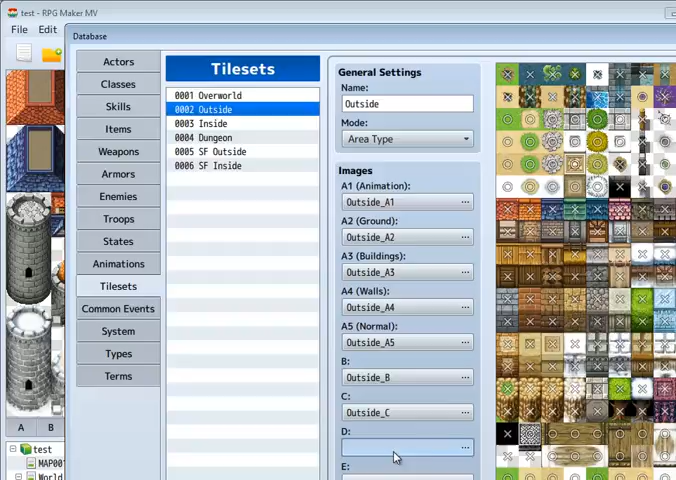 test - RPG Maker MV
File Edit
Database
Actors
Classes
Skills
Items
Weapons
Armors
Enemies
Troops
States
Animations
Tilesets
Common Events
System
Types
Terms
Tilesets
0001 Overworld
0002 Outside
0003 Inside
0004 Dungeon
0005 SF Outside
0006 SF Inside
General Settings
Name:
Outside
Mode:
Area Type
Images
A1 (Animation):
Outside_A1 ...
A2 (Ground):
Outside_A2 ...
A3 (Buildings):
Outside_A3 ...
A4 (Walls):
Outside_A4 ...
A5 (Normal):
Outside_A5 ...
B:
Outside_B ...
C:
Outside_C ...
D:
...
E:
A B
test
MAP00
World